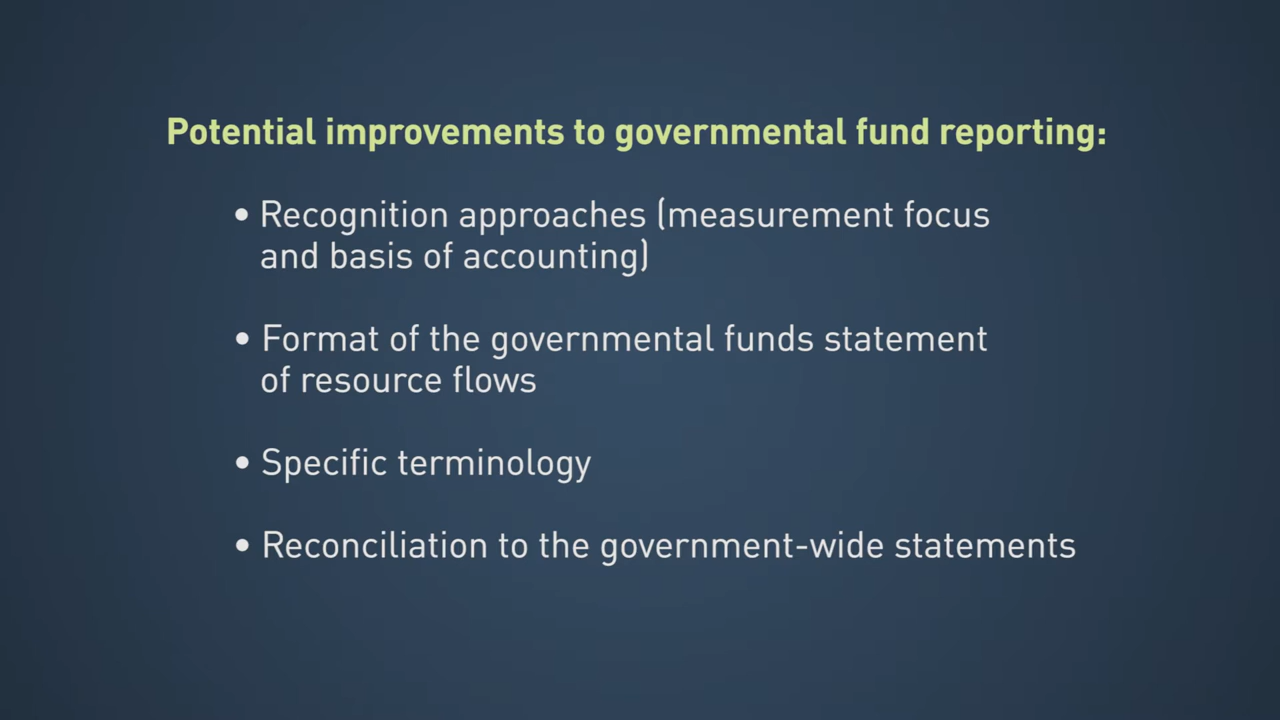 Potential improvements to governmental fund reporting:
• Recognition approaches (measurement focus
and basis of accounting)
• Format of the governmental funds statement
of resource flows
• Specific terminology
• Reconciliation to the government-wide statements